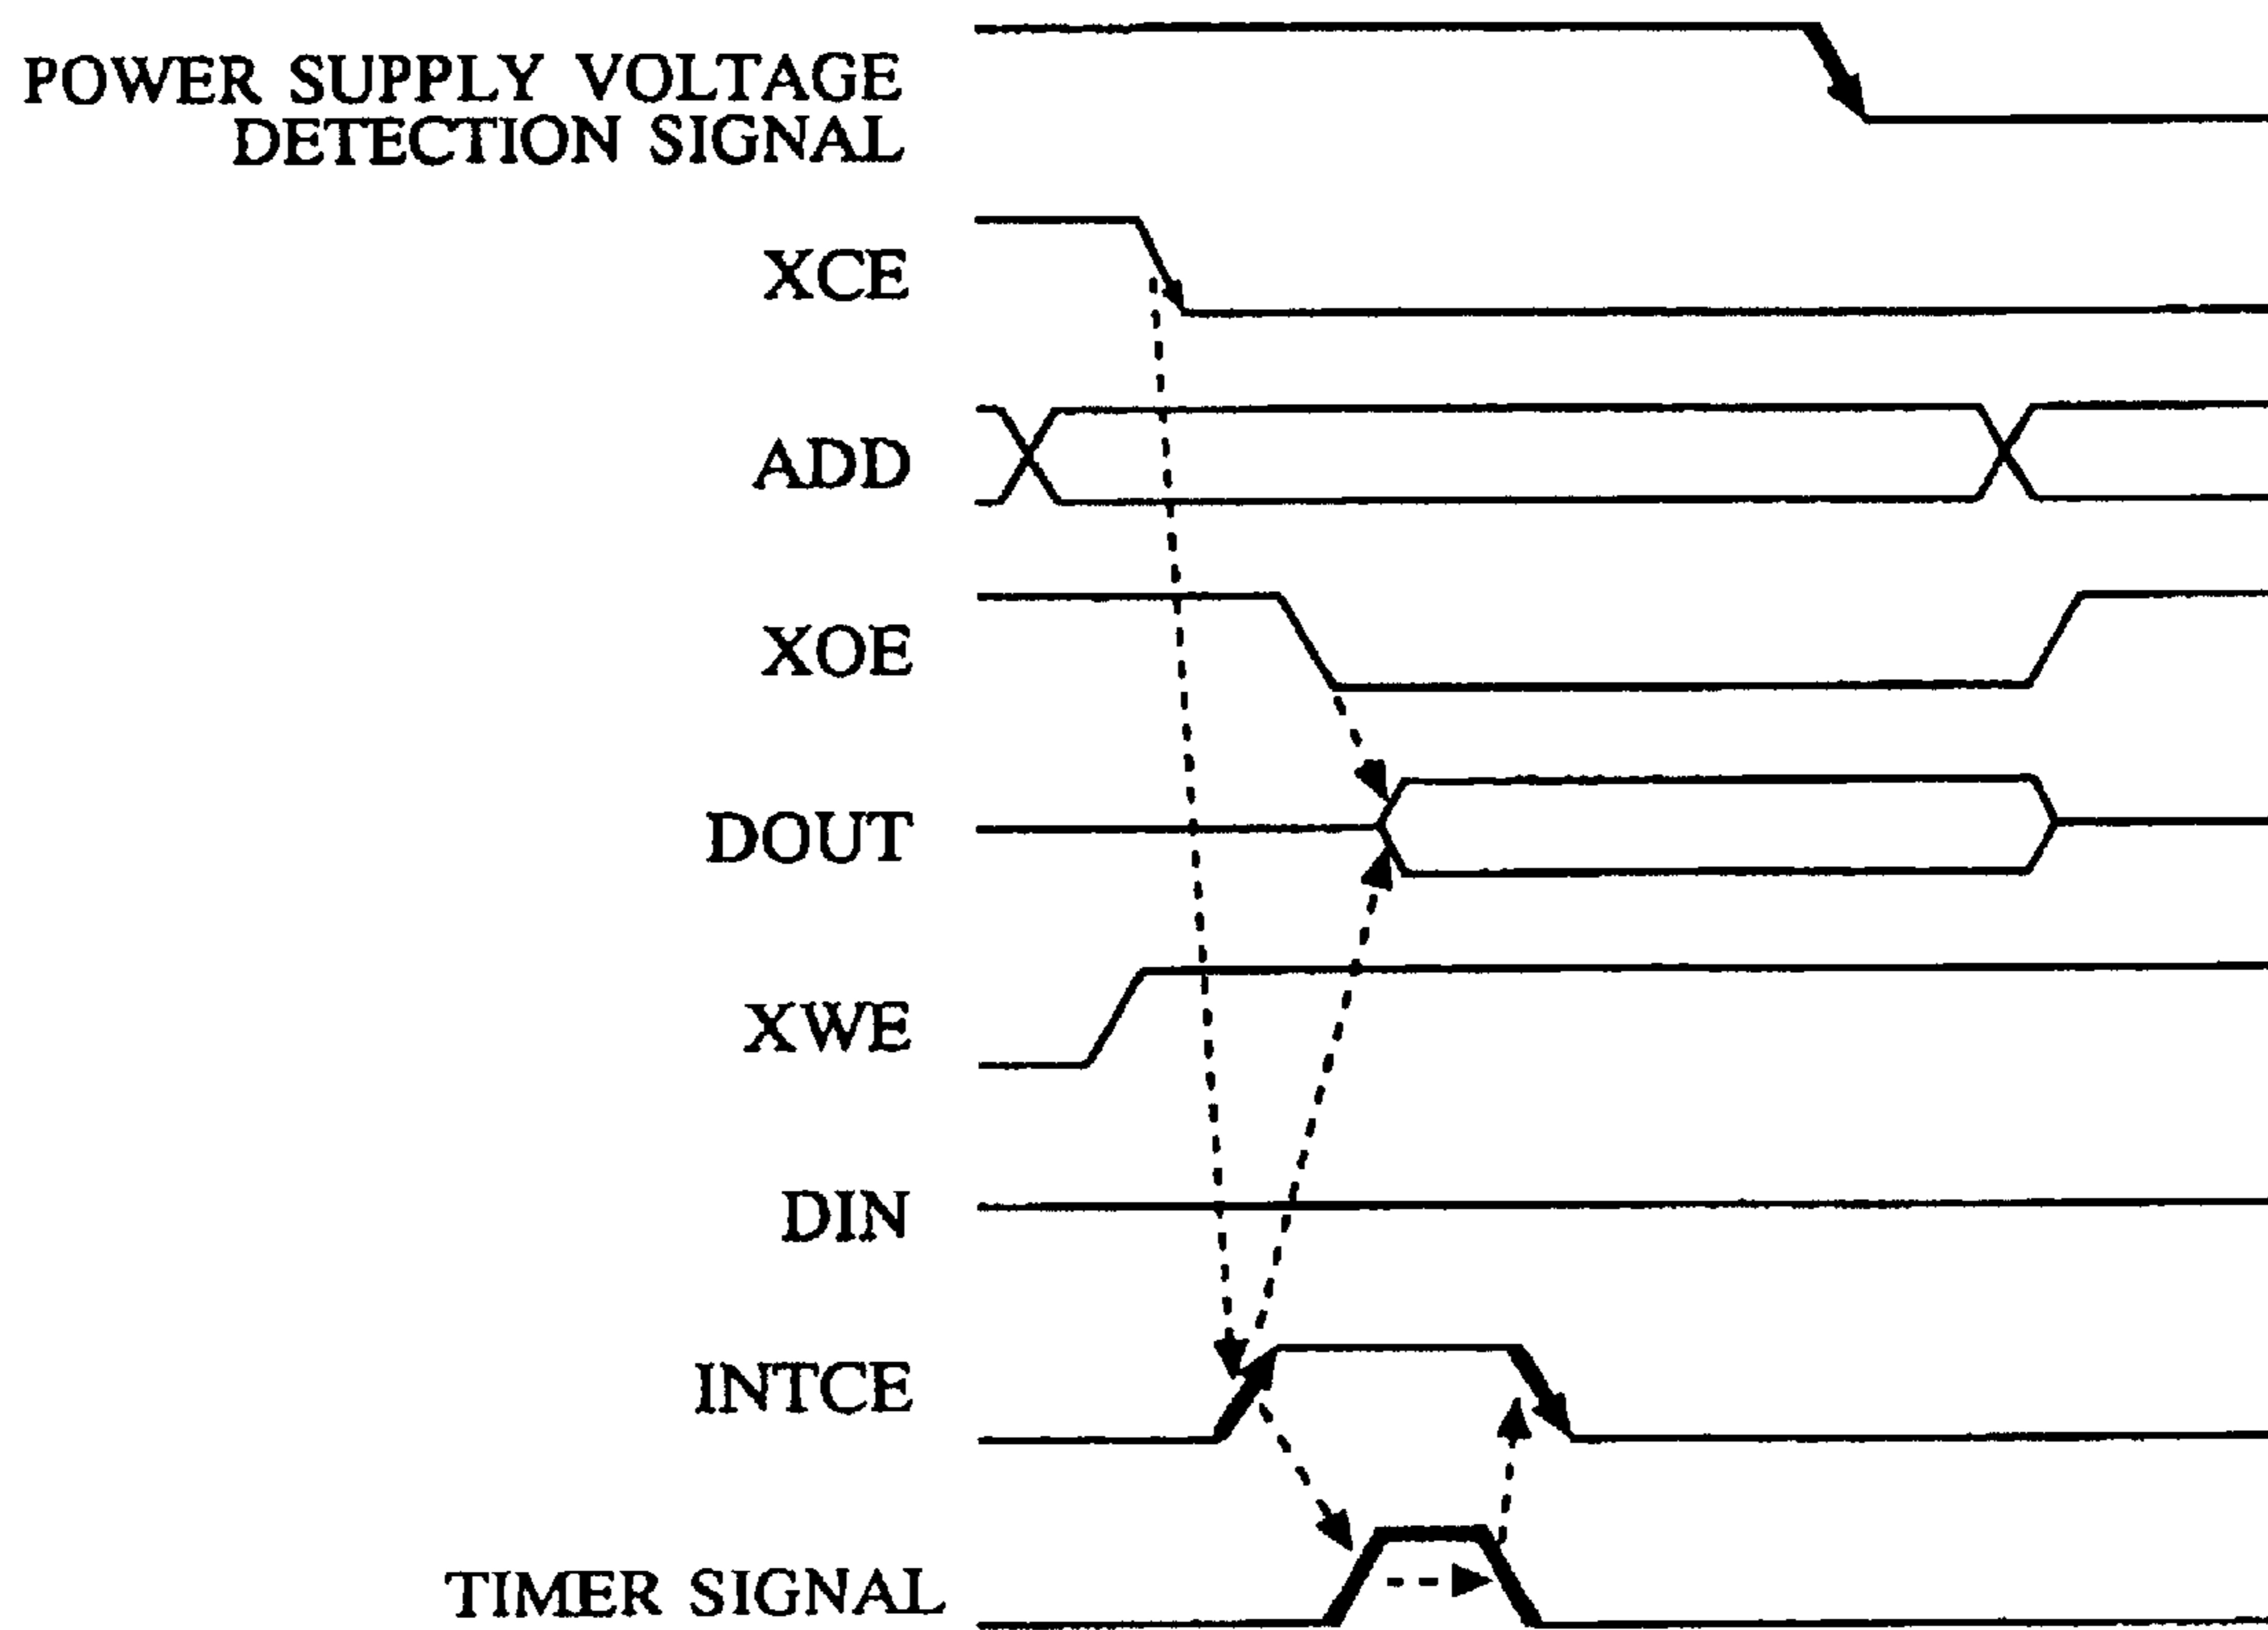 POWER SUPPLY VOLTAGE
DETECTION SIGNAL
XCE
ADD
XOE
DOUT
XWE
DIN
INTCE
TIMER SIGNAL